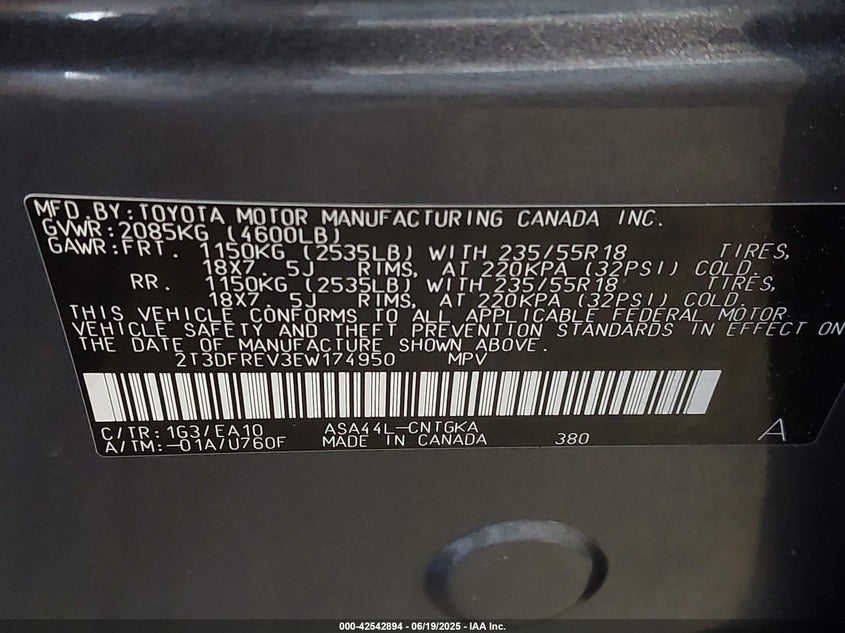 MFD.BY:TOYOTA MOTOR MANUFACTURING CANADA INC.
GVWR:2085KG (4600LB)
GAWR:FRT. 1150KG (2535LB) WITH 235/55R18 TIRES,
18X7.5J RIMS, AT 220KPA (32PSI) COLD.
RR. 1150KG (2535LB) WITH 235/55R18 TIRES,
18X7.5J RIMS, AT 220KPA (32PSI) COLD.
THIS VEHICLE CONFORMS TO ALL APPLICABLE FEDERAL MOTOR
VEHICLE SAFETY AND THEFT PREVENTION STANDARDS IN EFFECT ON
THE DATE OF MANUFACTURE SHOWN ABOVE.
2T3DFREV3EW174950 MPV
C/TR:1G3/EA10 ASA44L-CNTGKA
A/TM:-01A/U760F MADE IN CANADA 380 A
000-42542894 - 06/19/2025 - IAA Inc.